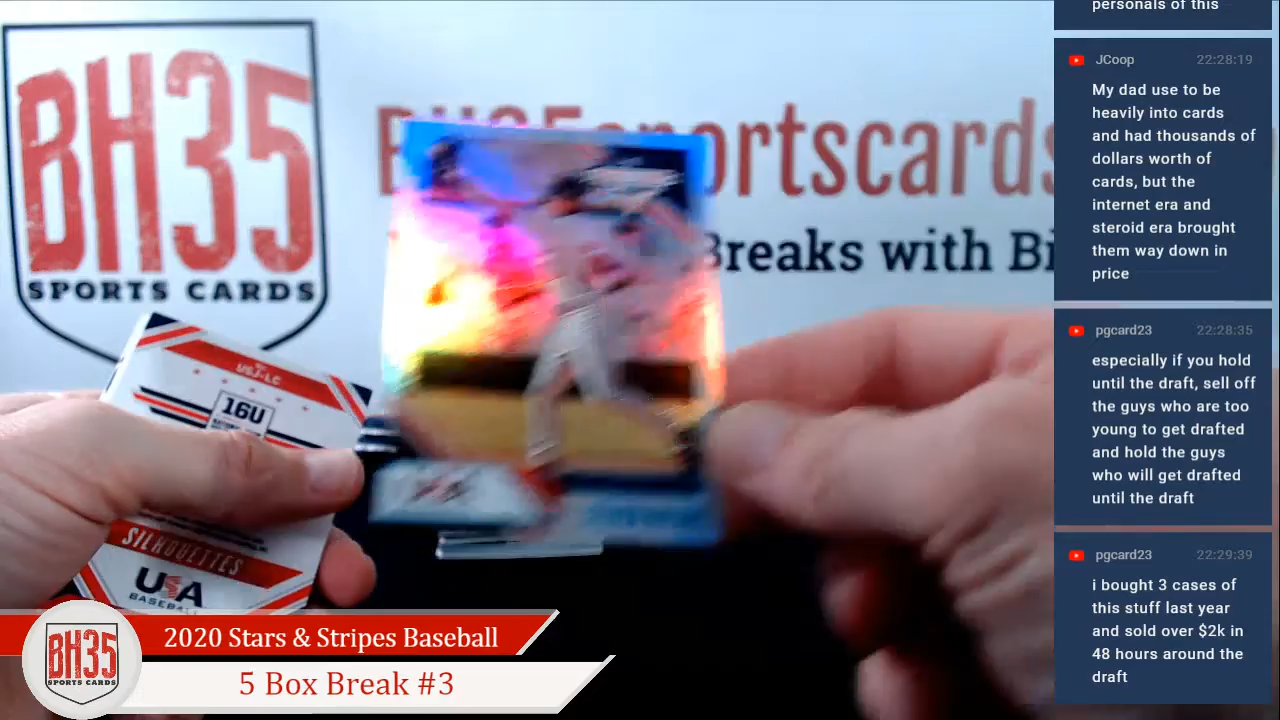 BH35
SPORTS CARDS
BH35sportscards
Breaks with Bi
USJ-LC
16U
SILHOUETTES
USA
BASEBALL
BH35
SPORTS CARDS
2020 Stars & Stripes Baseball
5 Box Break #3
personals of this
JCoop 22:28:19
My dad use to be
heavily into cards
and had thousands of
dollars worth of
cards, but the
internet era and
steroid era brought
them way down in
price
pgcard23 22:28:35
especially if you hold
until the draft, sell off
the guys who are too
young to get drafted
and hold the guys
who will get drafted
until the draft
pgcard23 22:29:39
i bought 3 cases of
this stuff last year
and sold over $2k in
48 hours around the
draft